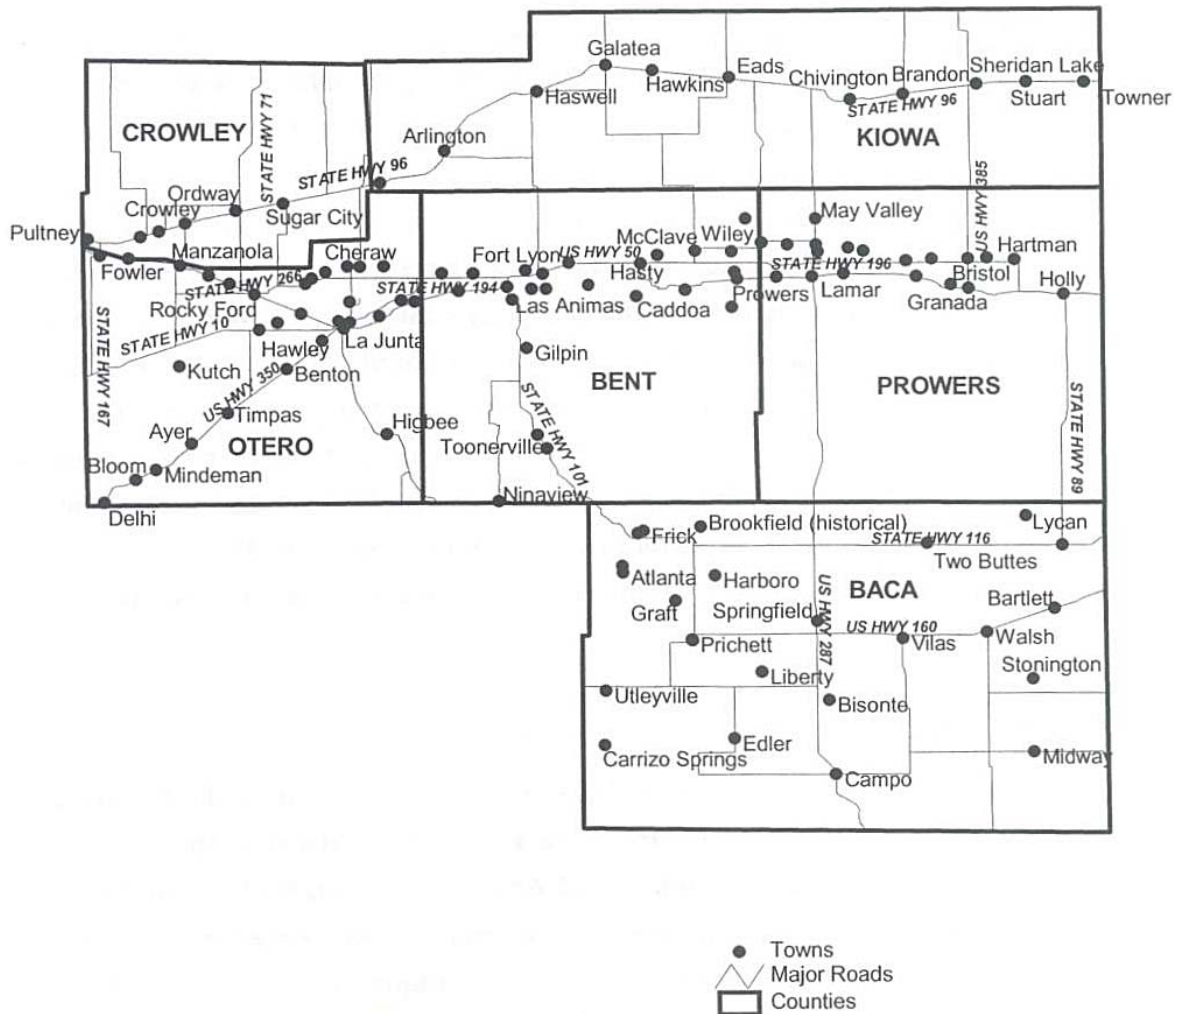 Galatea
Eads
Hawkins
Chivington
Brandon
Sheridan Lake
Stuart
Towner
Haswell
STATE HWY 96
KIOWA
CROWLEY
STATE HWY 71
Arlington
STATE HWY 96
Ordway
Crowley
Sugar City
Pultney
Manzanola
Cheraw
Fowler
STATE HWY 266
Rocky Ford
STATE HWY 10
STATE HWY 167
Hawley
La Junta
STATE HWY 194
Kutch
US HWY 350
Benton
Timpas
Ayer
OTERO
Higbee
Bloom
Mindeman
Delhi
Fort Lyon
US HWY 50
McClave
Wiley
Hasty
Las Animas
Caddoa
Prowers
Gilpin
BENT
STATE HWY 101
Toonerville
Ninaview
May Valley
US HWY 385
Hartman
STATE HWY 196
Bristol
Lamar
Granada
Holly
PROWERS
STATE HWY 89
Frick
Brookfield (historical)
Lycan
STATE HWY 116
Two Buttes
Atlanta
Harboro
BACA
Graft
Springfield
US HWY 287
US HWY 160
Bartlett
Prichett
Vilas
Walsh
Liberty
Stonington
Utleyville
Bisonte
Edler
Carrizo Springs
Midway
Campo
Towns
Major Roads
Counties